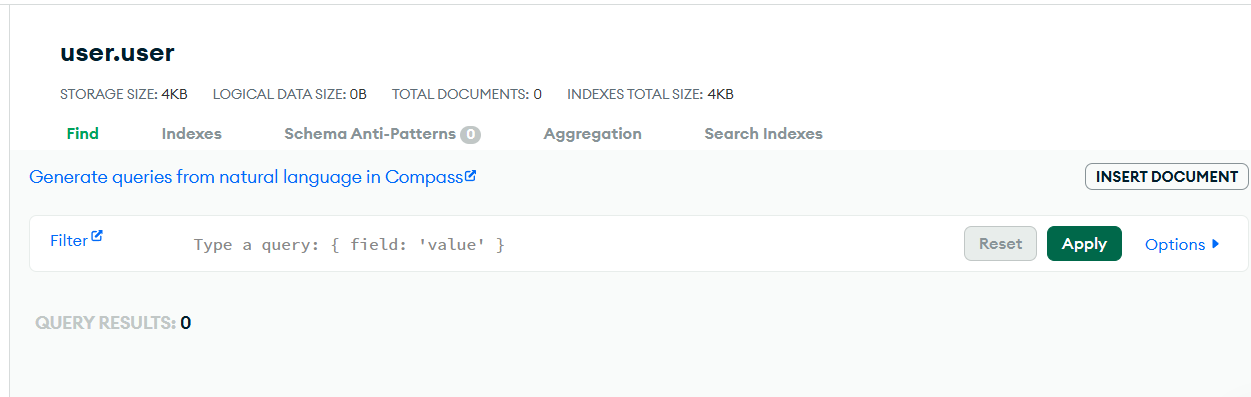 user.user
STORAGE SIZE: 4KB LOGICAL DATA SIZE: 0B TOTAL DOCUMENTS: 0 INDEXES TOTAL SIZE: 4KB
Find Indexes Schema Anti-Patterns 0 Aggregation Search Indexes
Generate queries from natural language in Compass
INSERT DOCUMENT
Filter Type a query: { field: 'value' } Reset Apply Options
QUERY RESULTS: 0